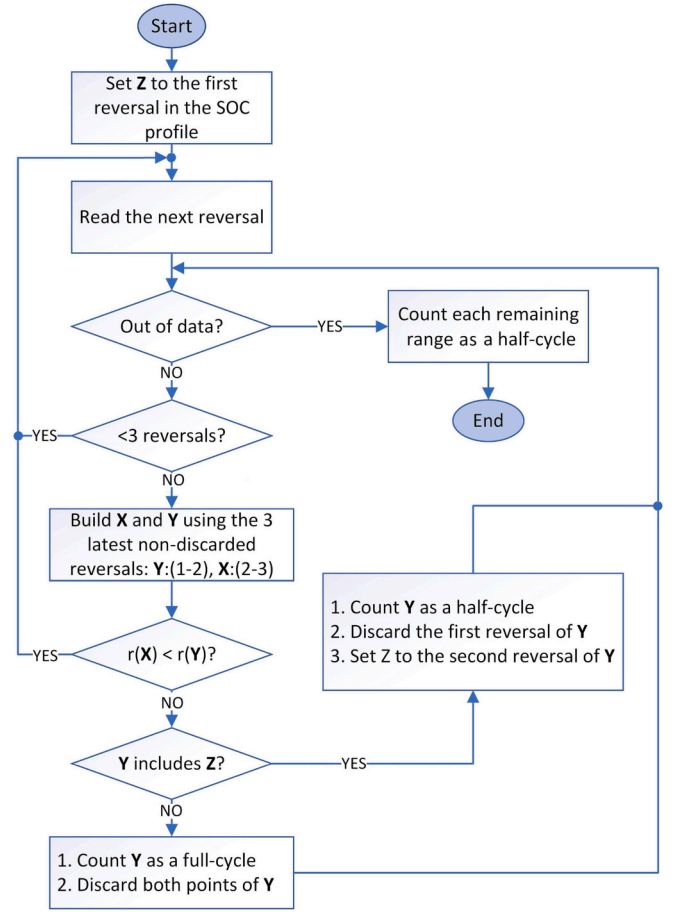 Start
Set Z to the first
reversal in the SOC
profile
Read the next reversal
Out of data?
YES
Count each remaining
range as a half-cycle
End
NO
<3 reversals?
YES
NO
Build X and Y using the 3
latest non-discarded
reversals: Y:(1-2), X:(2-3)
1. Count Y as a half-cycle
2. Discard the first reversal of Y
3. Set Z to the second reversal of Y
r(X) < r(Y)?
YES
NO
Y includes Z?
YES
NO
1. Count Y as a full-cycle
2. Discard both points of Y